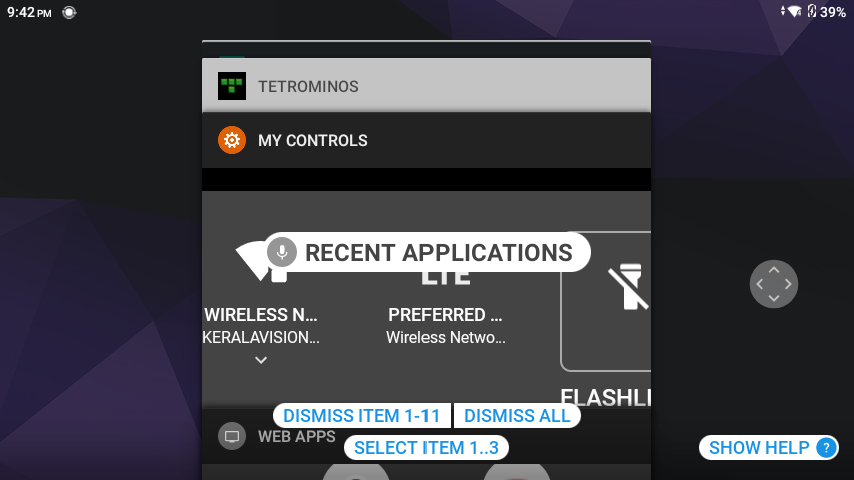 9:42 PM
39%
TETROMINOS
MY CONTROLS
RECENT APPLICATIONS
LTE
WIRELESS N... PREFERRED ...
KERALAVISION... Wireless Netwo...
FLASHLI
DISMISS ITEM 1-11 DISMISS ALL
WEB APPS
SELECT ITEM 1..3
SHOW HELP ?